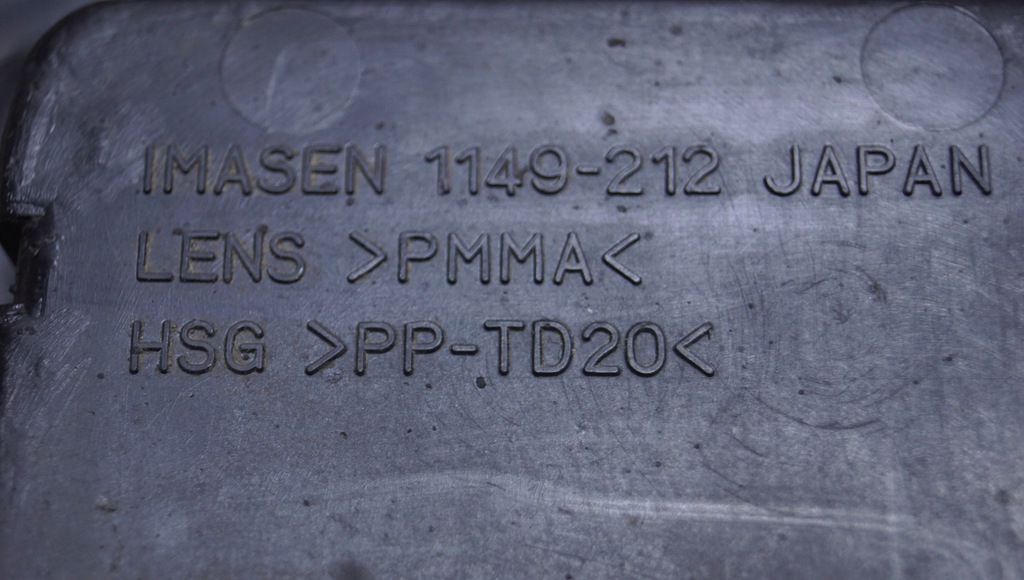 IMASEN 1149-212 JAPAN
LENS >PMMA<
HSG >PP-TD20<